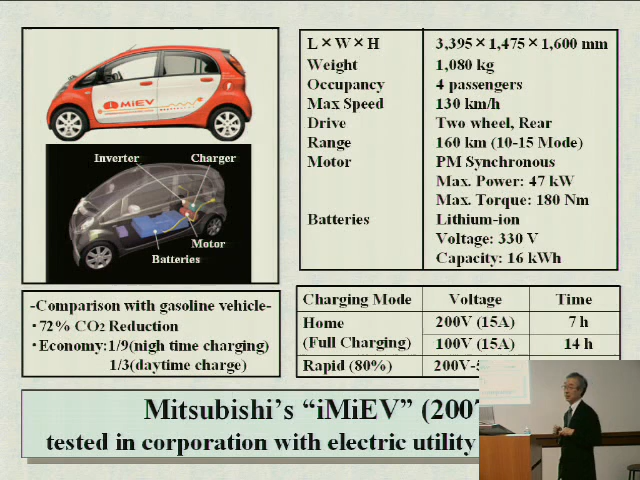 iMiEV
Inverter Charger
Motor
Batteries
-Comparison with gasoline vehicle-
・72% CO2 Reduction
・Economy:1/9(nigh time charging)
1/3(daytime charge)
L×W×H 3,395×1,475×1,600 mm
Weight 1,080 kg
Occupancy 4 passengers
Max Speed 130 km/h
Drive Two wheel, Rear
Range 160 km (10-15 Mode)
Motor PM Synchronous
Max. Power: 47 kW
Max. Torque: 180 Nm
Batteries Lithium-ion
Voltage: 330 V
Capacity: 16 kWh
Charging Mode Voltage Time
Home 200V (15A) 7 h
(Full Charging) 100V (15A) 14 h
Rapid (80%) 200V-
Mitsubishi's “iMiEV” (200
tested in corporation with electric utility